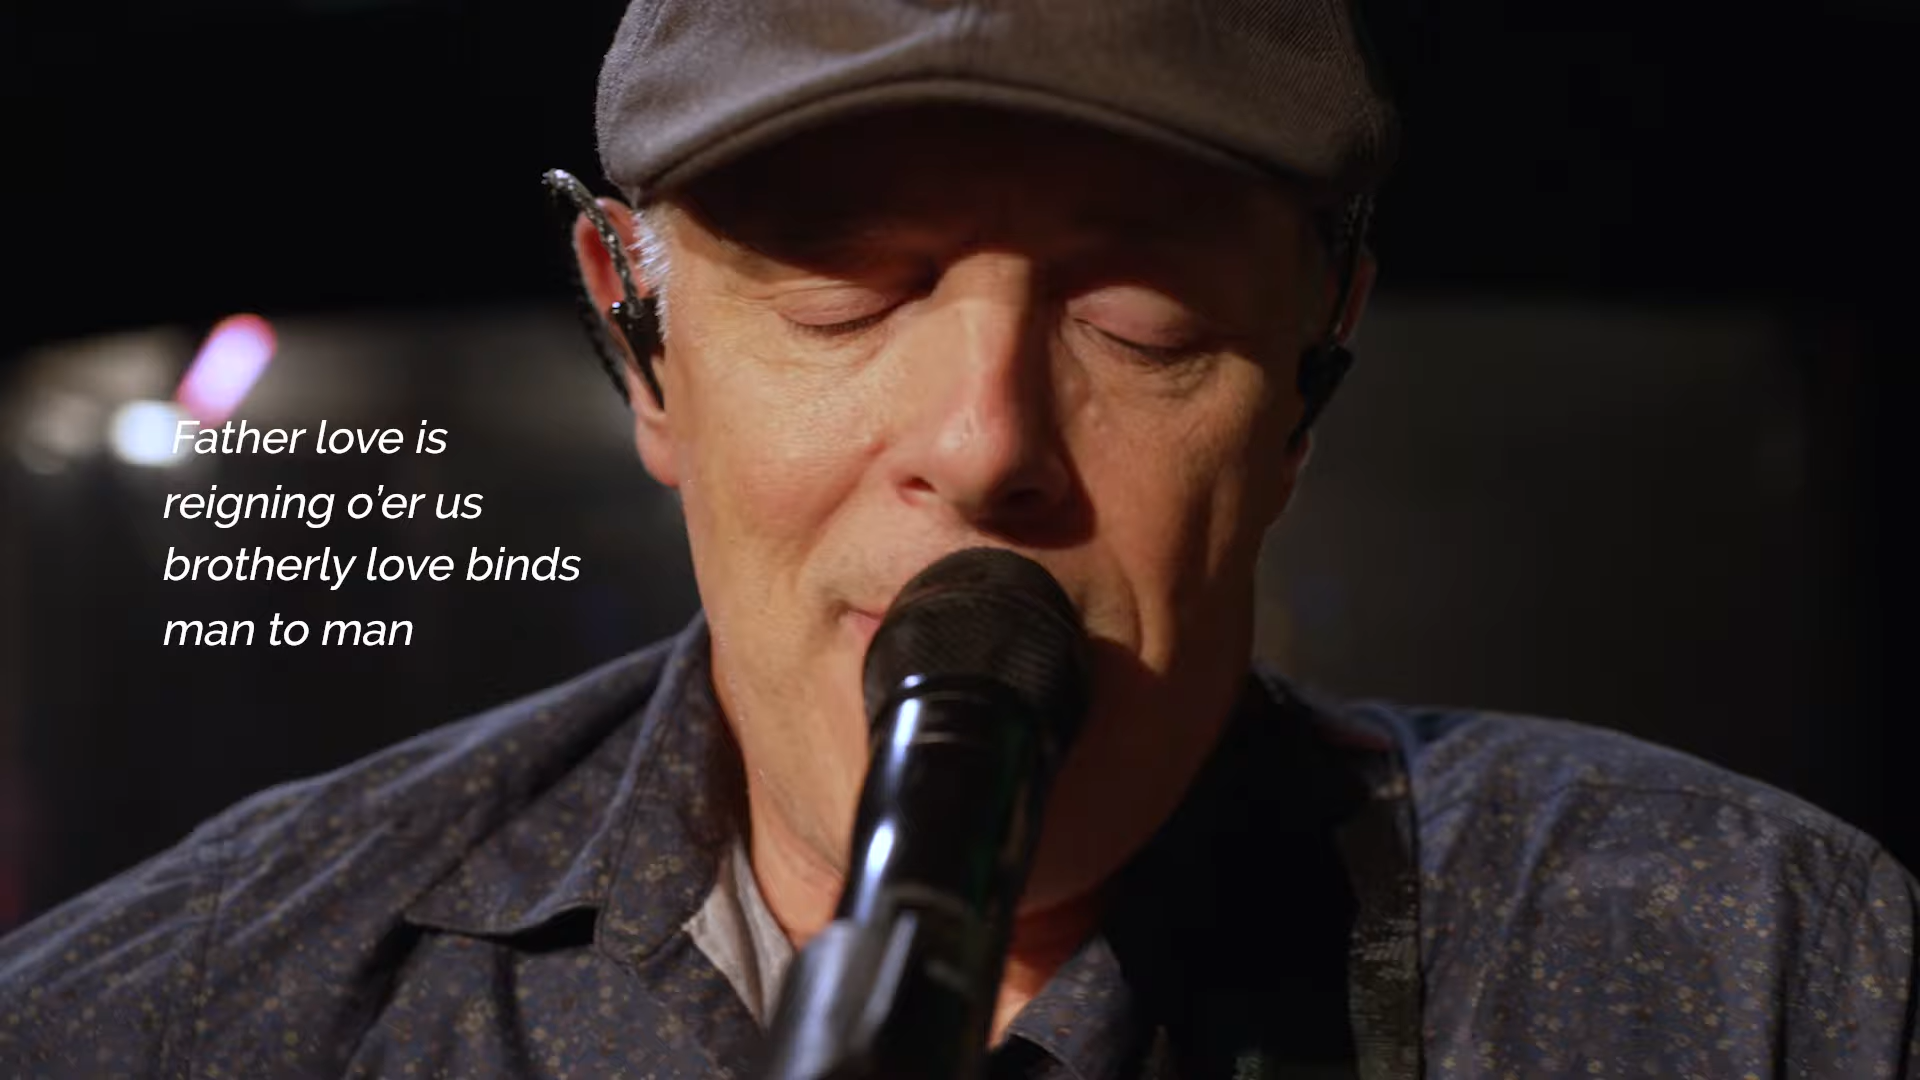 Father love is
reigning o’er us
brotherly love binds
man to man